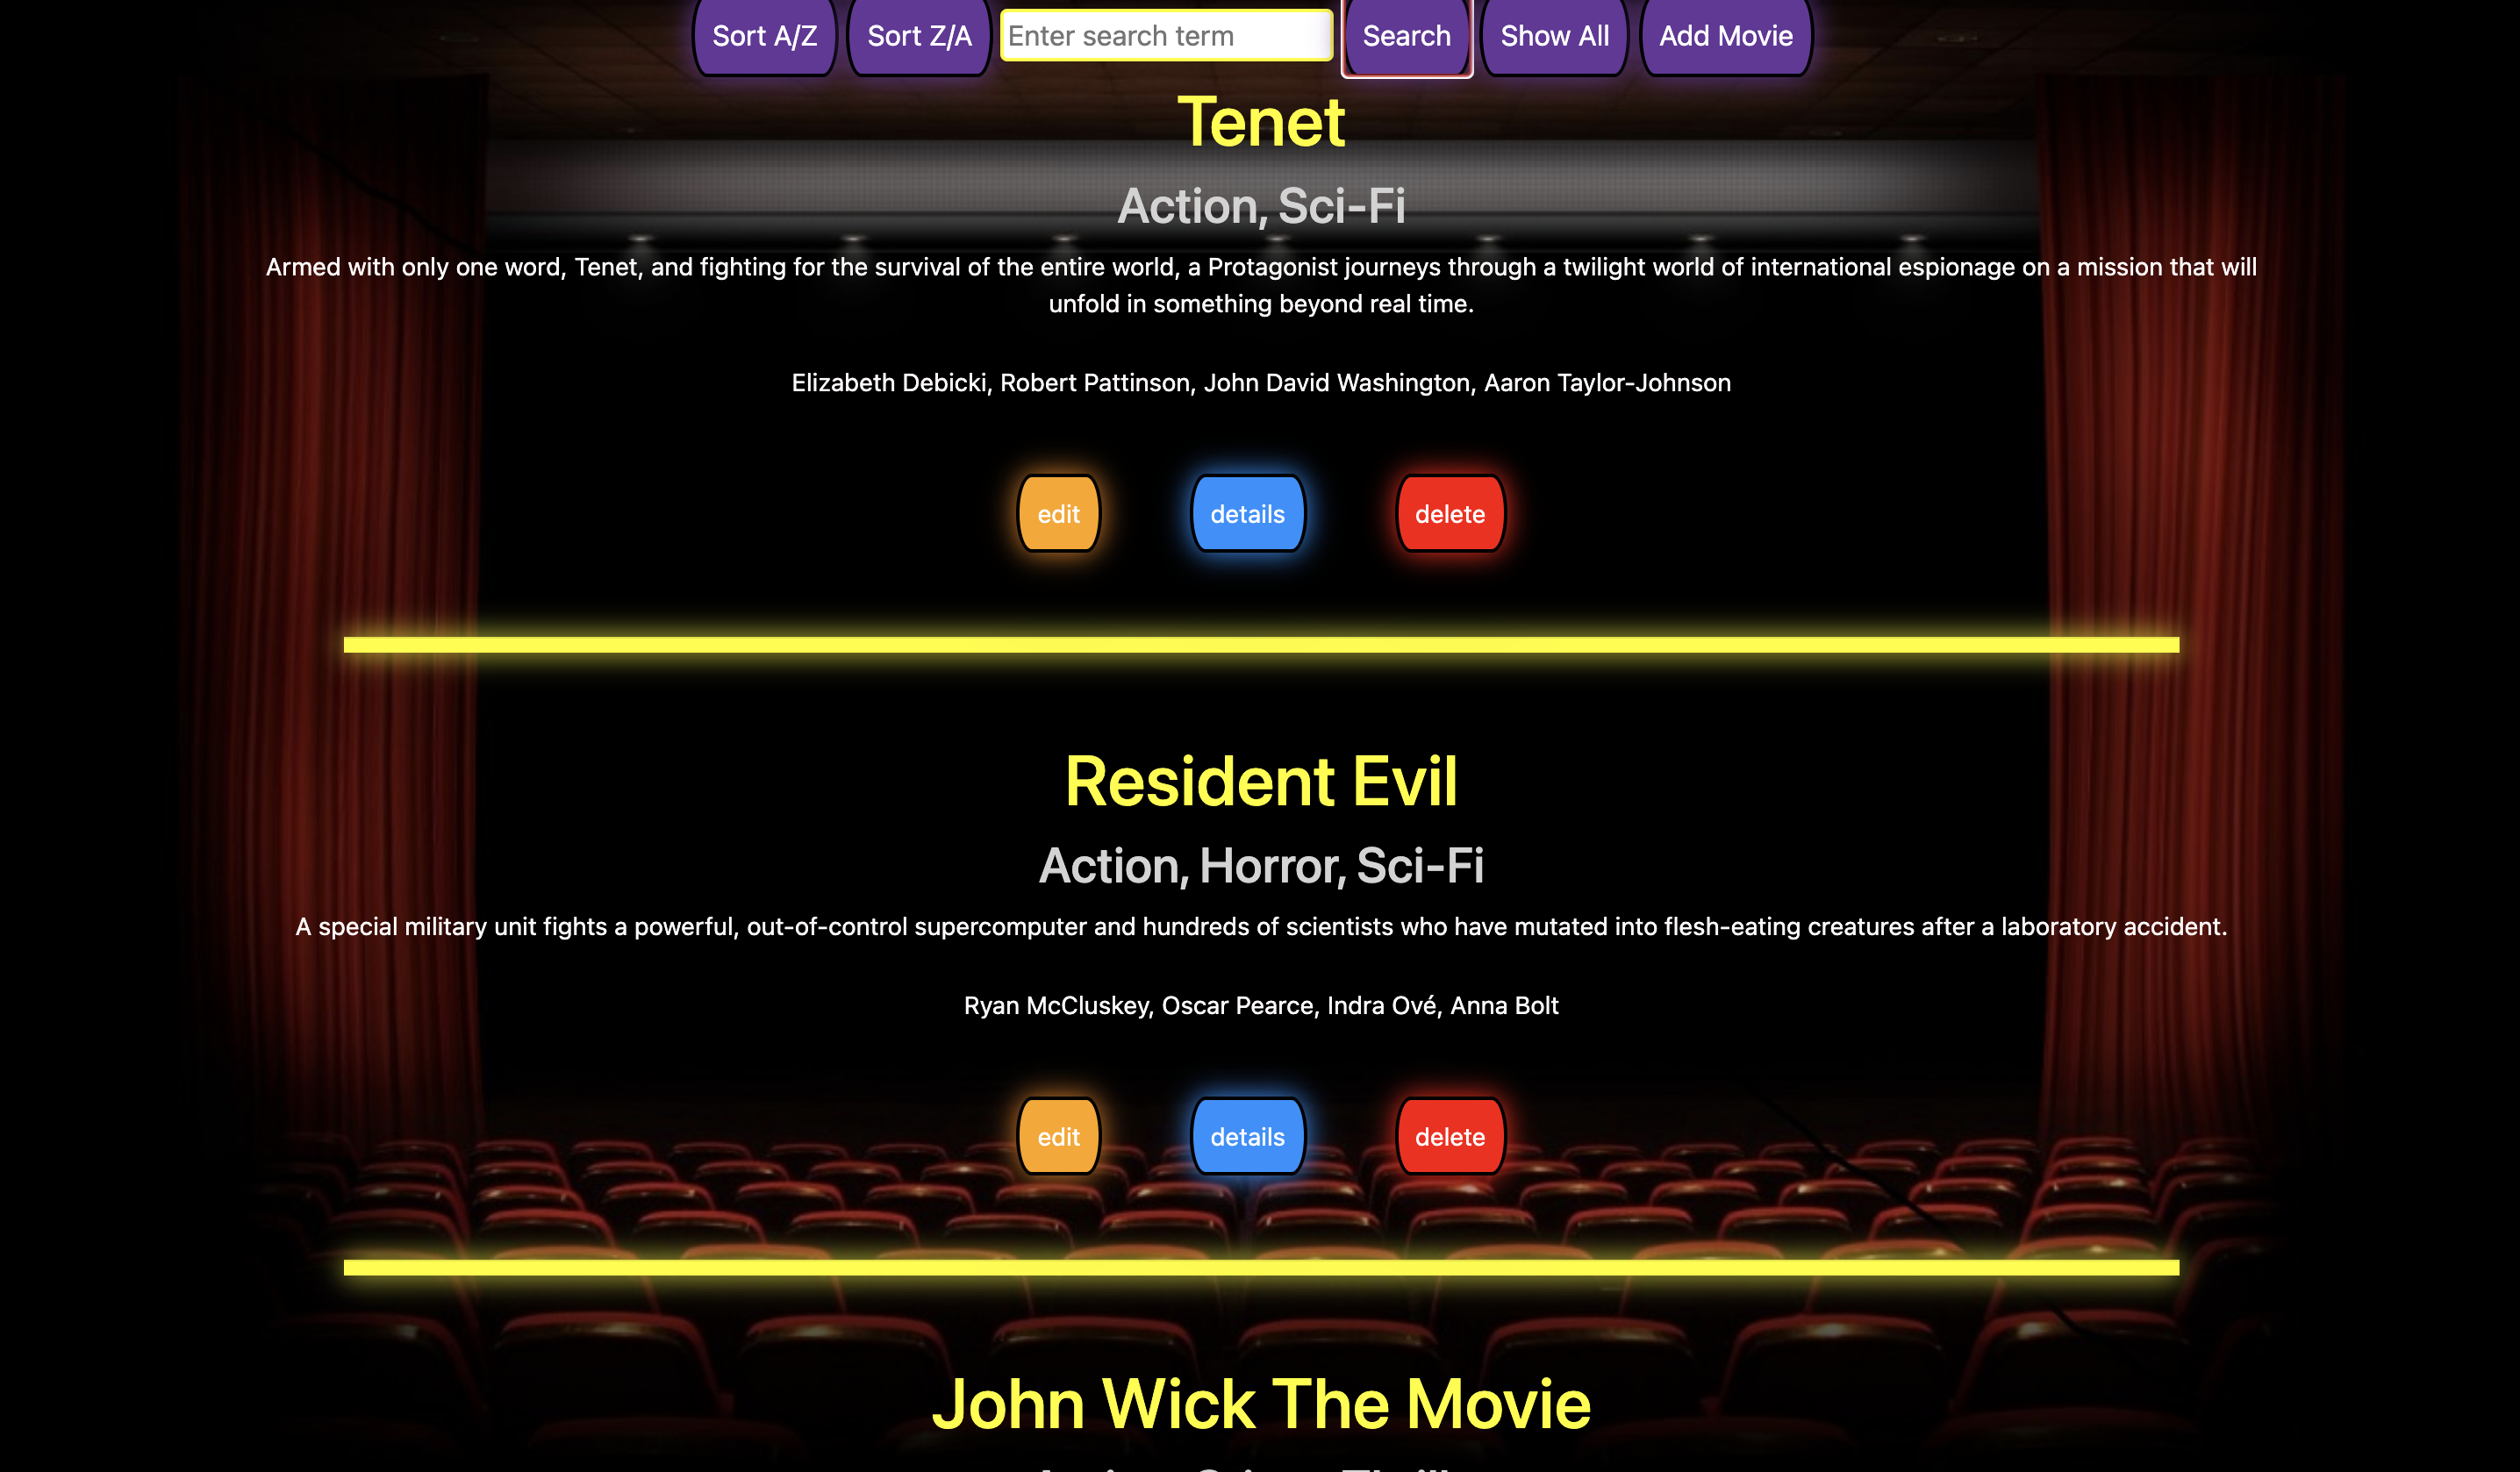 Sort A/Z Sort Z/A Enter search term Search Show All Add Movie
Tenet
Action, Sci-Fi
Armed with only one word, Tenet, and fighting for the survival of the entire world, a Protagonist journeys through a twilight world of international espionage on a mission that will
unfold in something beyond real time.
Elizabeth Debicki, Robert Pattinson, John David Washington, Aaron Taylor-Johnson
edit details delete
Resident Evil
Action, Horror, Sci-Fi
A special military unit fights a powerful, out-of-control supercomputer and hundreds of scientists who have mutated into flesh-eating creatures after a laboratory accident.
Ryan McCluskey, Oscar Pearce, Indra Ové, Anna Bolt
edit details delete
John Wick The Movie